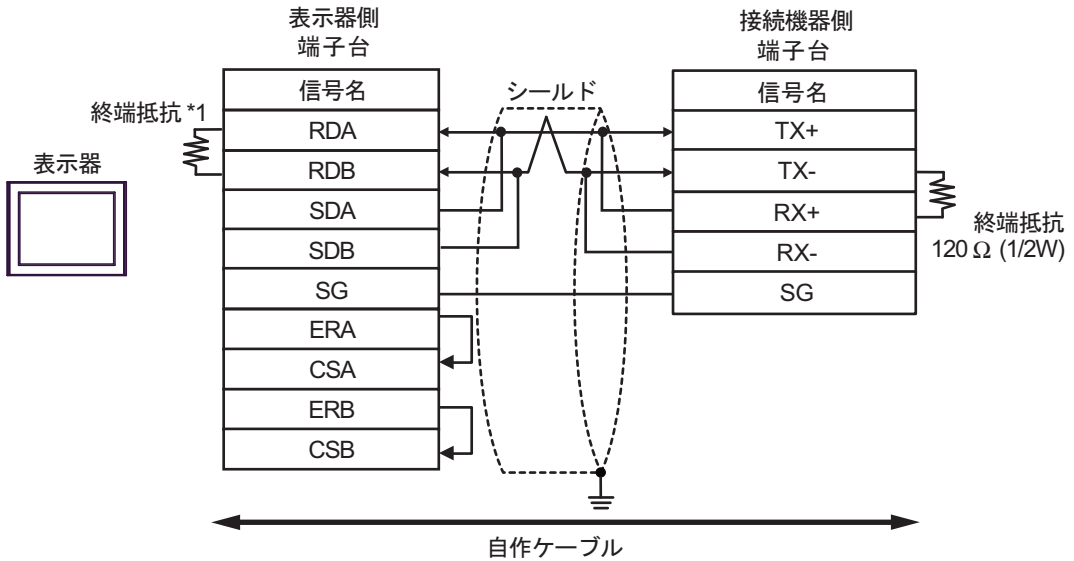 表示器側
端子台
接続機器側
端子台
終端抵抗 *1
表示器
信号名
RDA
RDB
SDA
SDB
SG
ERA
CSA
ERB
CSB
シールド
信号名
TX+
TX-
RX+
RX-
SG
終端抵抗
120 Ω (1/2W)
自作ケーブル